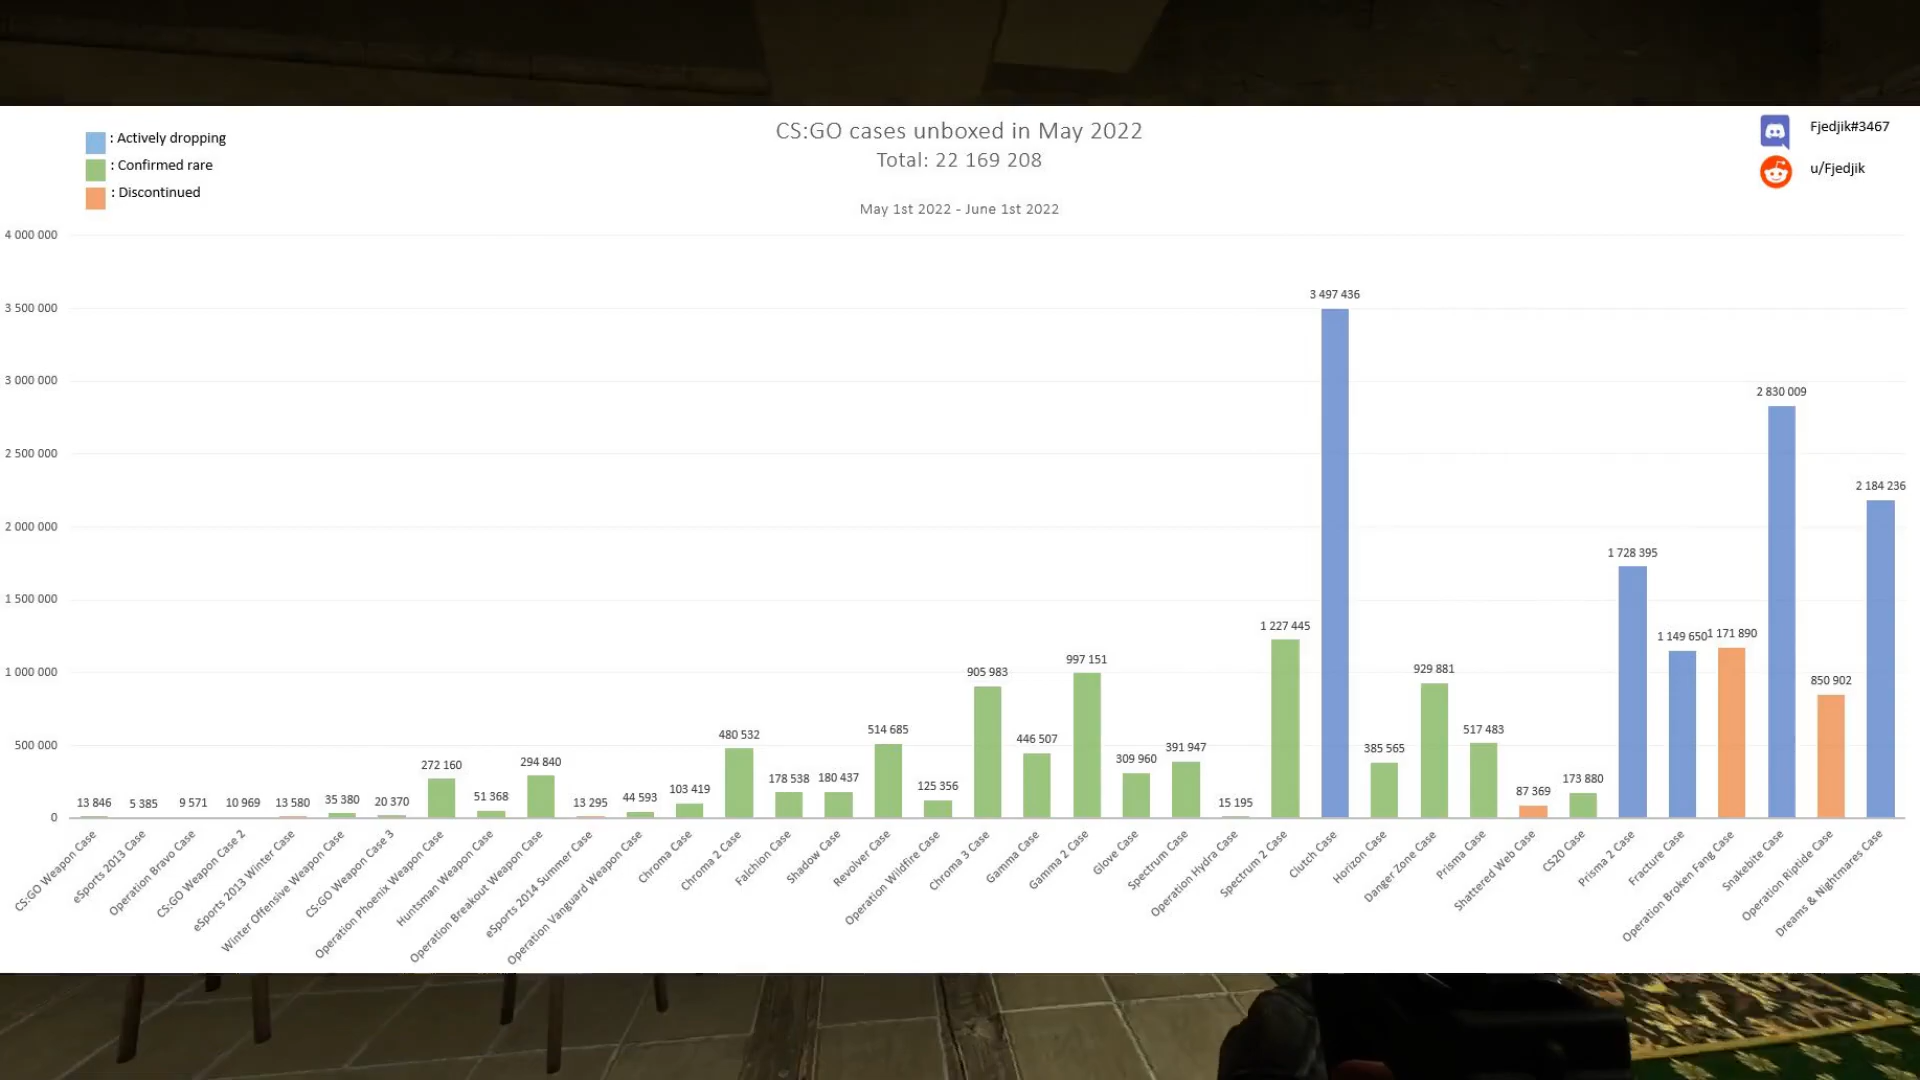 : Actively dropping
: Confirmed rare
: Discontinued
CS:GO cases unboxed in May 2022
Total: 22 169 208
May 1st 2022 - June 1st 2022
Fjedjik#3467
u/Fjedjik
4 000 000
3 500 000
3 000 000
2 500 000
2 000 000
1 500 000
1 000 000
500 000
0
13 846
5 385
9 571
10 969
13 580
35 380
20 370
272 160
51 368
294 840
13 295
44 593
103 419
480 532
178 538
180 437
514 685
125 356
905 983
446 507
997 151
309 960
391 947
15 195
1 227 445
3 497 436
385 565
929 881
517 483
87 369
173 880
1 728 395
1 149 650
1 171 890
2 830 009
850 902
2 184 236
CS:GO Weapon Case
eSports 2013 Case
Operation Bravo Case
CS:GO Weapon Case 2
eSports 2013 Winter Case
Winter Offensive Weapon Case
CS:GO Weapon Case 3
Operation Phoenix Weapon Case
Huntsman Weapon Case
Operation Breakout Weapon Case
eSports 2014 Summer Case
Operation Vanguard Weapon Case
Chroma Case
Chroma 2 Case
Falchion Case
Shadow Case
Revolver Case
Operation Wildfire Case
Chroma 3 Case
Gamma Case
Gamma 2 Case
Glove Case
Spectrum Case
Operation Hydra Case
Spectrum 2 Case
Clutch Case
Horizon Case
Danger Zone Case
Prisma Case
Shattered Web Case
CS20 Case
Prisma 2 Case
Fracture Case
Operation Broken Fang Case
Snakebite Case
Operation Riptide Case
Dreams & Nightmares Case